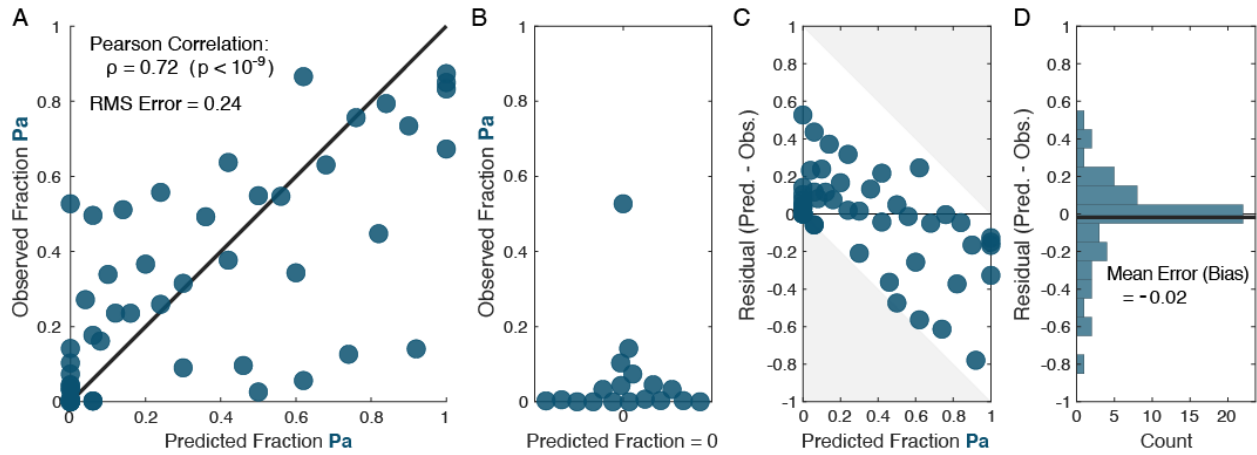 A
Pearson Correlation:
ρ = 0.72 (p < 10⁻⁹)
RMS Error = 0.24
Observed Fraction Pa
1
0.8
0.6
0.4
0.2
0
0 0.2 0.4 0.6 0.8 1
Predicted Fraction Pa
B
Observed Fraction Pa
1
0.8
0.6
0.4
0.2
0
0
Predicted Fraction = 0
C
Residual (Pred. - Obs.)
1
0.8
0.6
0.4
0.2
0
-0.2
-0.4
-0.6
-0.8
-1
0 0.2 0.4 0.6 0.8 1
Predicted Fraction Pa
D
Residual (Pred. - Obs.)
1
0.8
0.6
0.4
0.2
0
-0.2
-0.4
-0.6
-0.8
-1
Mean Error (Bias)
= -0.02
0 5 10 15 20
Count